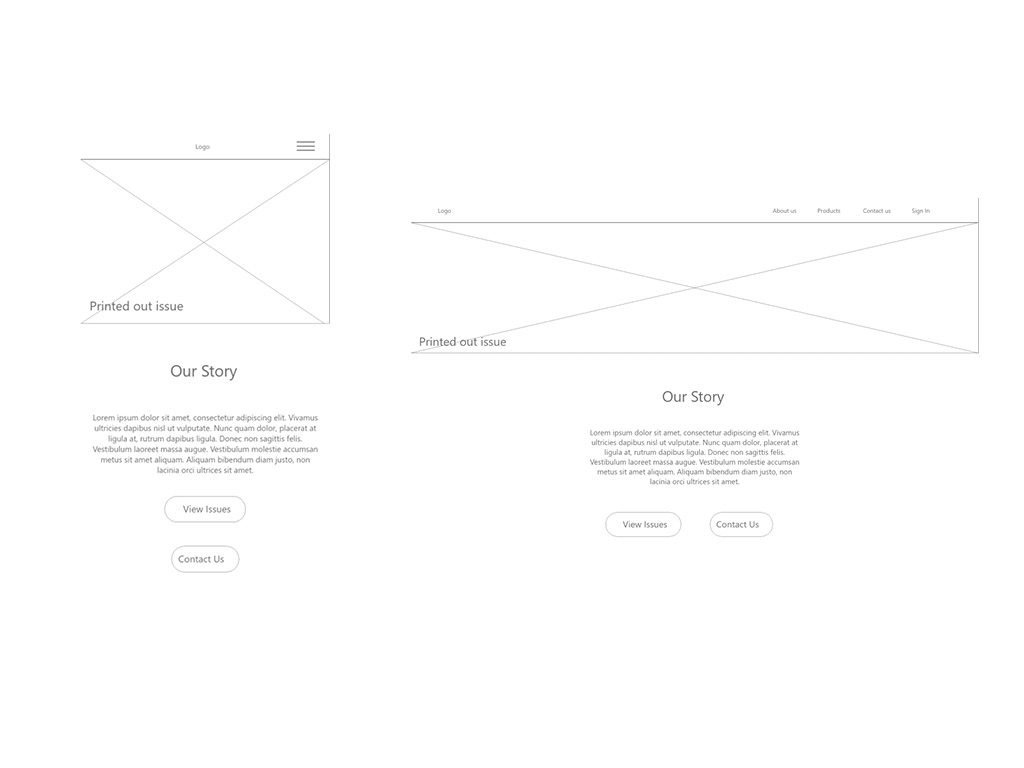 Logo
Printed out issue
Our Story
Lorem ipsum dolor sit amet, consectetur adipiscing elit. Vivamus
ultricies dapibus nisl ut vulputate. Nunc quam dolor, placerat at
ligula at, rutrum dapibus ligula. Donec non sagittis felis.
Vestibulum laoreet massa augue. Vestibulum molestie accumsan
metus sit amet aliquam. Aliquam bibendum diam justo, non
lacinia orci ultrices sit amet.
View Issues
Contact Us
Logo About us Products Contact us Sign In
Printed out issue
Our Story
Lorem ipsum dolor sit amet, consectetur adipiscing elit. Vivamus
ultricies dapibus nisl ut vulputate. Nunc quam dolor, placerat at
ligula at, rutrum dapibus ligula. Donec non sagittis felis.
Vestibulum laoreet massa augue. Vestibulum molestie accumsan
metus sit amet aliquam. Aliquam bibendum diam justo, non
lacinia orci ultrices sit amet.
View Issues Contact Us